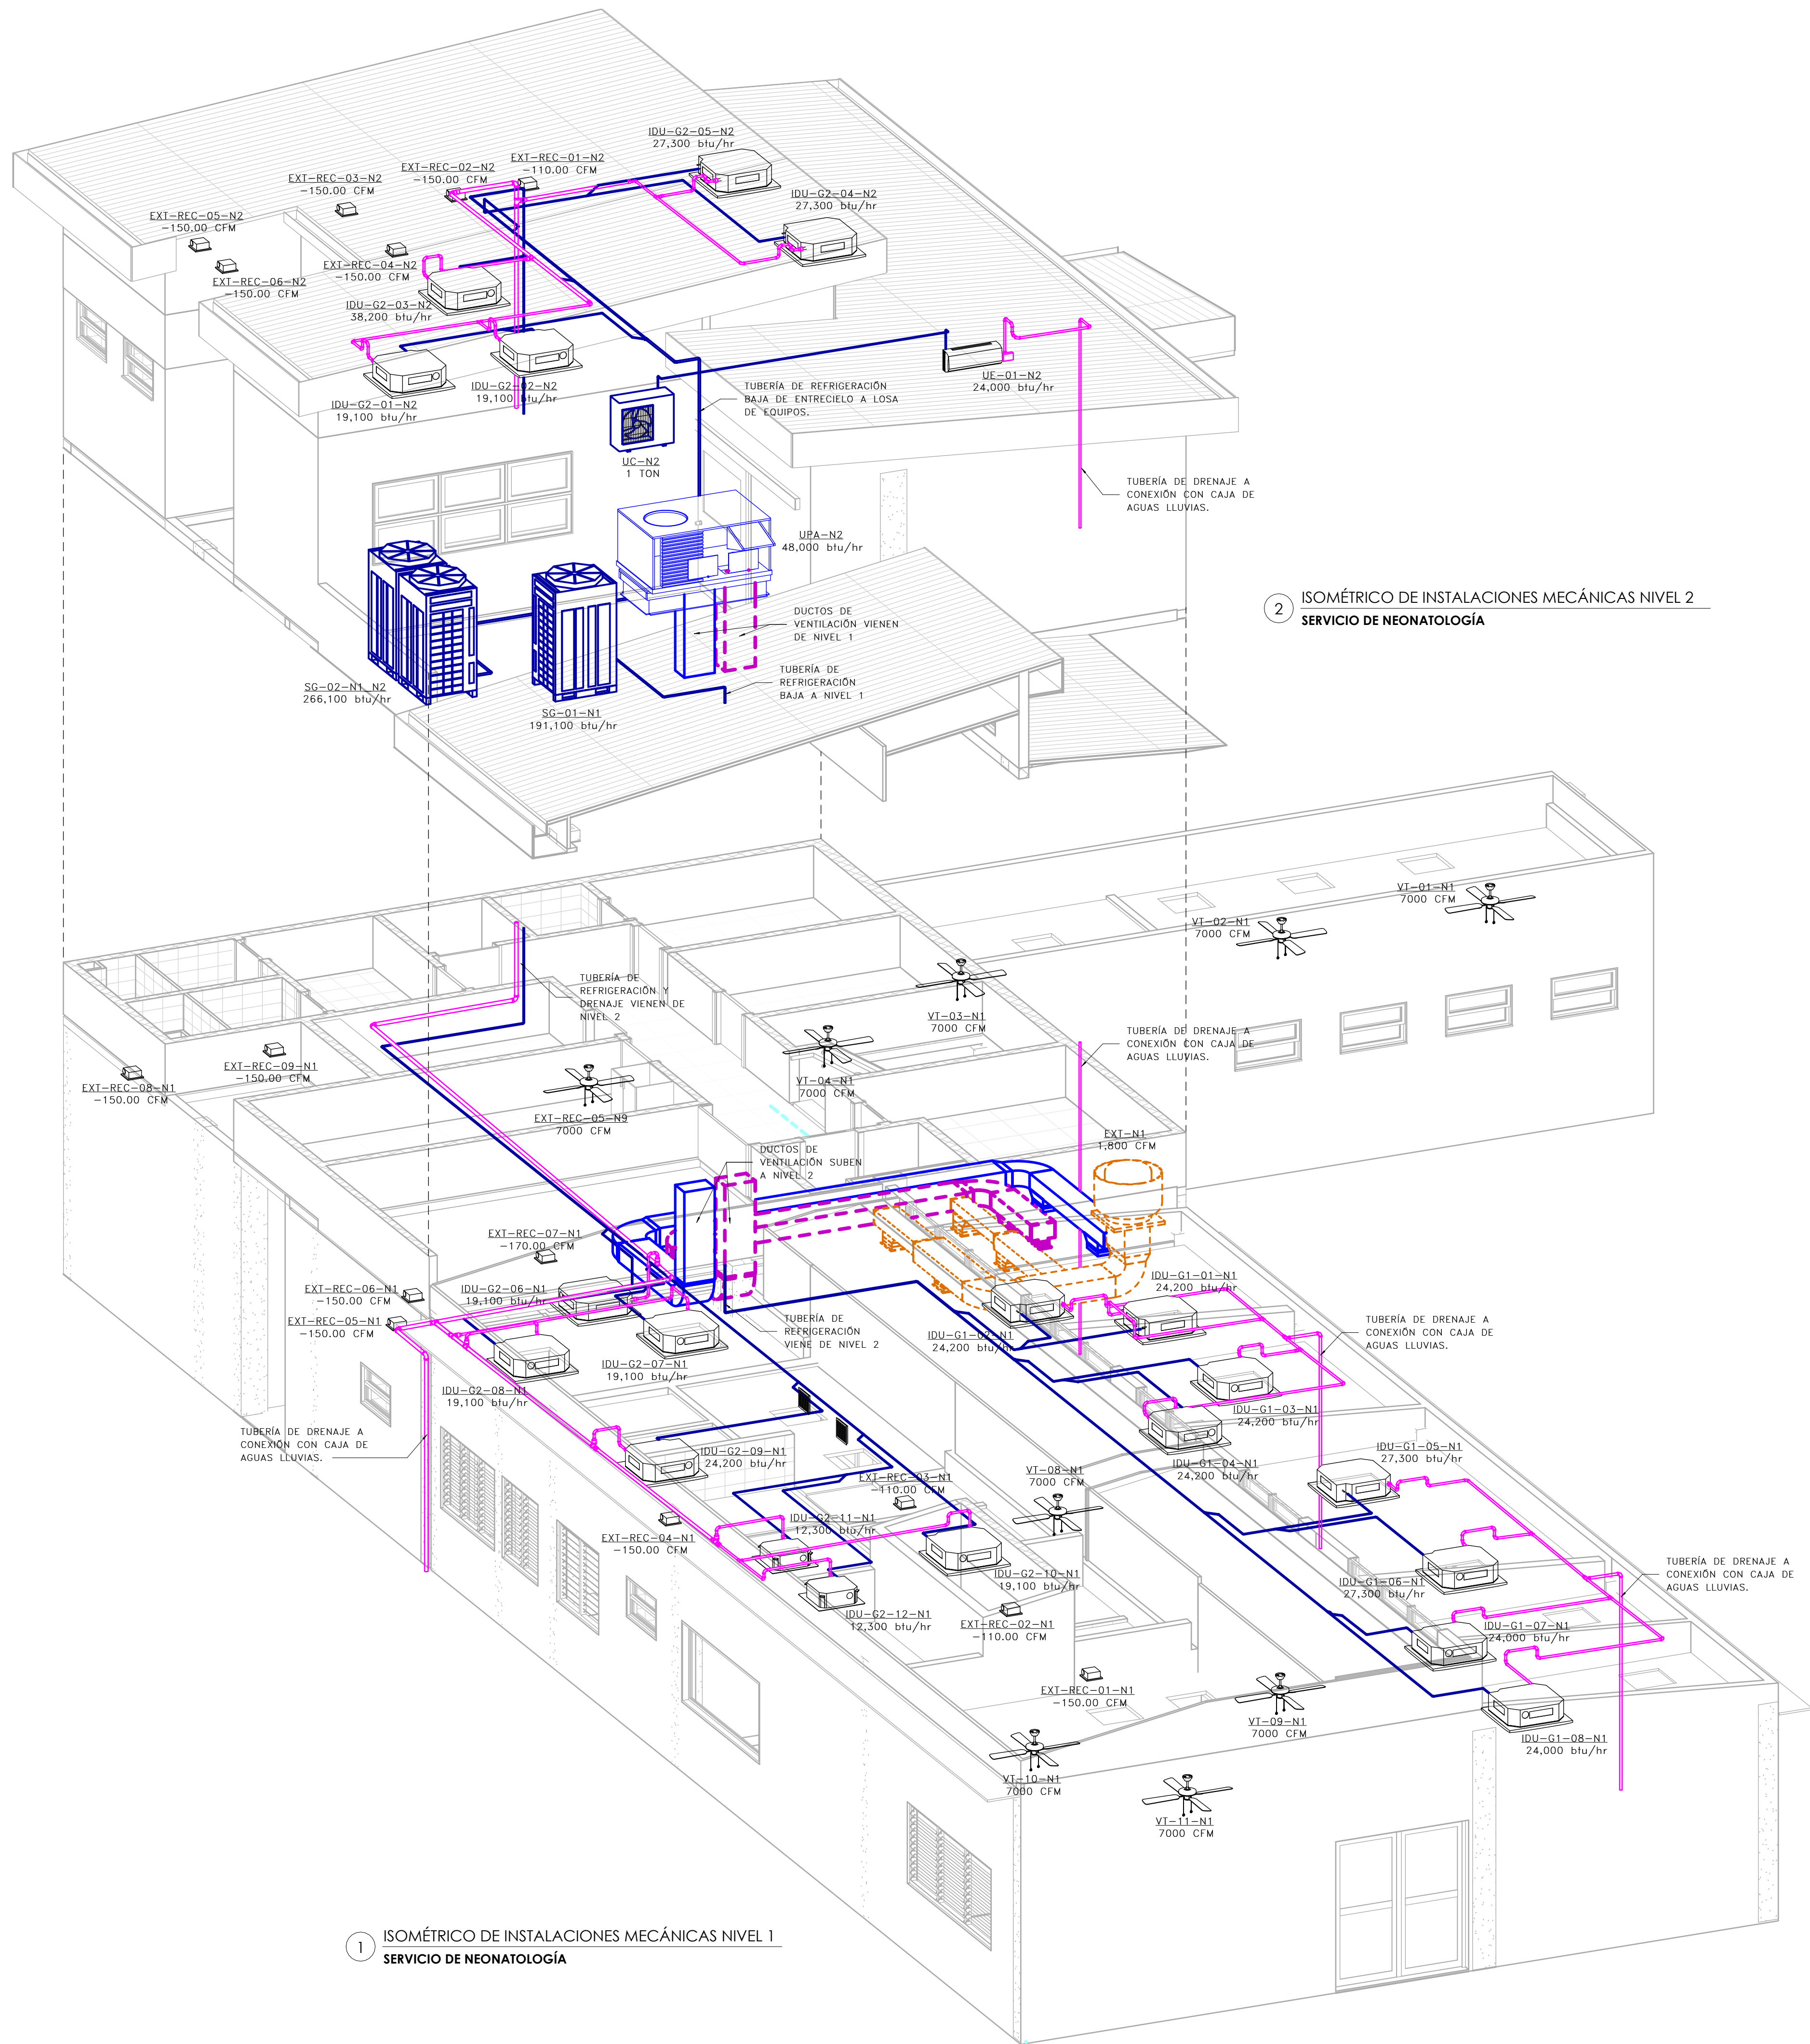 IDU-G2-05-N2
27,300 btu/hr
EXT-REC-01-N2
-110.00 CFM
EXT-REC-02-N2
-150.00 CFM
EXT-REC-03-N2
-150.00 CFM
IDU-G2-04-N2
27,300 btu/hr
EXT-REC-05-N2
-150.00 CFM
EXT-REC-04-N2
-150.00 CFM
EXT-REC-06-N2
-150.00 CFM
IDU-G2-03-N2
38,200 btu/hr
UE-01-N2
24,000 btu/hr
IDU-G2-02-N2
19,100 btu/hr
IDU-G2-01-N2
19,100 btu/hr
TUBERÍA DE REFRIGERACIÓN
BAJA DE ENTRECIELO A LOSA
DE EQUIPOS.
UC-N2
1 TON
TUBERÍA DE DRENAJE A
CONEXIÓN CON CAJA DE
AGUAS LLUVIAS.
UPA-N2
48,000 btu/hr
DUCTOS DE
VENTILACIÓN VIENEN
DE NIVEL 1
TUBERÍA DE
REFRIGERACIÓN
BAJA A NIVEL 1
SG-02-N1_N2
266,100 btu/hr
SG-01-N1
191,100 btu/hr
2
ISOMÉTRICO DE INSTALACIONES MECÁNICAS NIVEL 2
SERVICIO DE NEONATOLOGÍA
VT-01-N1
7000 CFM
VT-02-N1
7000 CFM
TUBERÍA DE
REFRIGERACIÓN Y
DRENAJE VIENEN DE
NIVEL 2
VT-03-N1
7000 CFM
TUBERÍA DE DRENAJE A
CONEXIÓN CON CAJA DE
AGUAS LLUVIAS.
EXT-REC-09-N1
-150.00 CFM
EXT-REC-08-N1
-150.00 CFM
VT-04-N1
7000 CFM
EXT-REC-05-N9
7000 CFM
EXT-N1
1,800 CFM
DUCTOS DE
VENTILACIÓN SUBEN
A NIVEL 2
EXT-REC-07-N1
-170.00 CFM
EXT-REC-06-N1
-150.00 CFM
IDU-G2-06-N1
19,100 btu/hr
IDU-G1-01-N1
24,200 btu/hr
EXT-REC-05-N1
-150.00 CFM
TUBERÍA DE
REFRIGERACIÓN
VIENE DE NIVEL 2
IDU-G1-02-N1
24,200 btu/hr
TUBERÍA DE DRENAJE A
CONEXIÓN CON CAJA DE
AGUAS LLUVIAS.
IDU-G2-07-N1
19,100 btu/hr
IDU-G2-08-N1
19,100 btu/hr
IDU-G1-03-N1
24,200 btu/hr
TUBERÍA DE DRENAJE A
CONEXIÓN CON CAJA DE
AGUAS LLUVIAS.
IDU-G2-09-N1
24,200 btu/hr
IDU-G1-05-N1
27,300 btu/hr
IDU-G1-04-N1
24,200 btu/hr
VT-08-N1
7000 CFM
EXT-REC-03-N1
-110.00 CFM
IDU-G2-11-N1
12,300 btu/hr
EXT-REC-04-N1
-150.00 CFM
TUBERÍA DE DRENAJE A
CONEXIÓN CON CAJA DE
AGUAS LLUVIAS.
IDU-G2-10-N1
19,100 btu/hr
IDU-G1-06-N1
27,300 btu/hr
IDU-G2-12-N1
12,300 btu/hr
EXT-REC-02-N1
-110.00 CFM
IDU-G1-07-N1
24,000 btu/hr
EXT-REC-01-N1
-150.00 CFM
VT-09-N1
7000 CFM
IDU-G1-08-N1
24,000 btu/hr
VT-10-N1
7000 CFM
VT-11-N1
7000 CFM
1
ISOMÉTRICO DE INSTALACIONES MECÁNICAS NIVEL 1
SERVICIO DE NEONATOLOGÍA